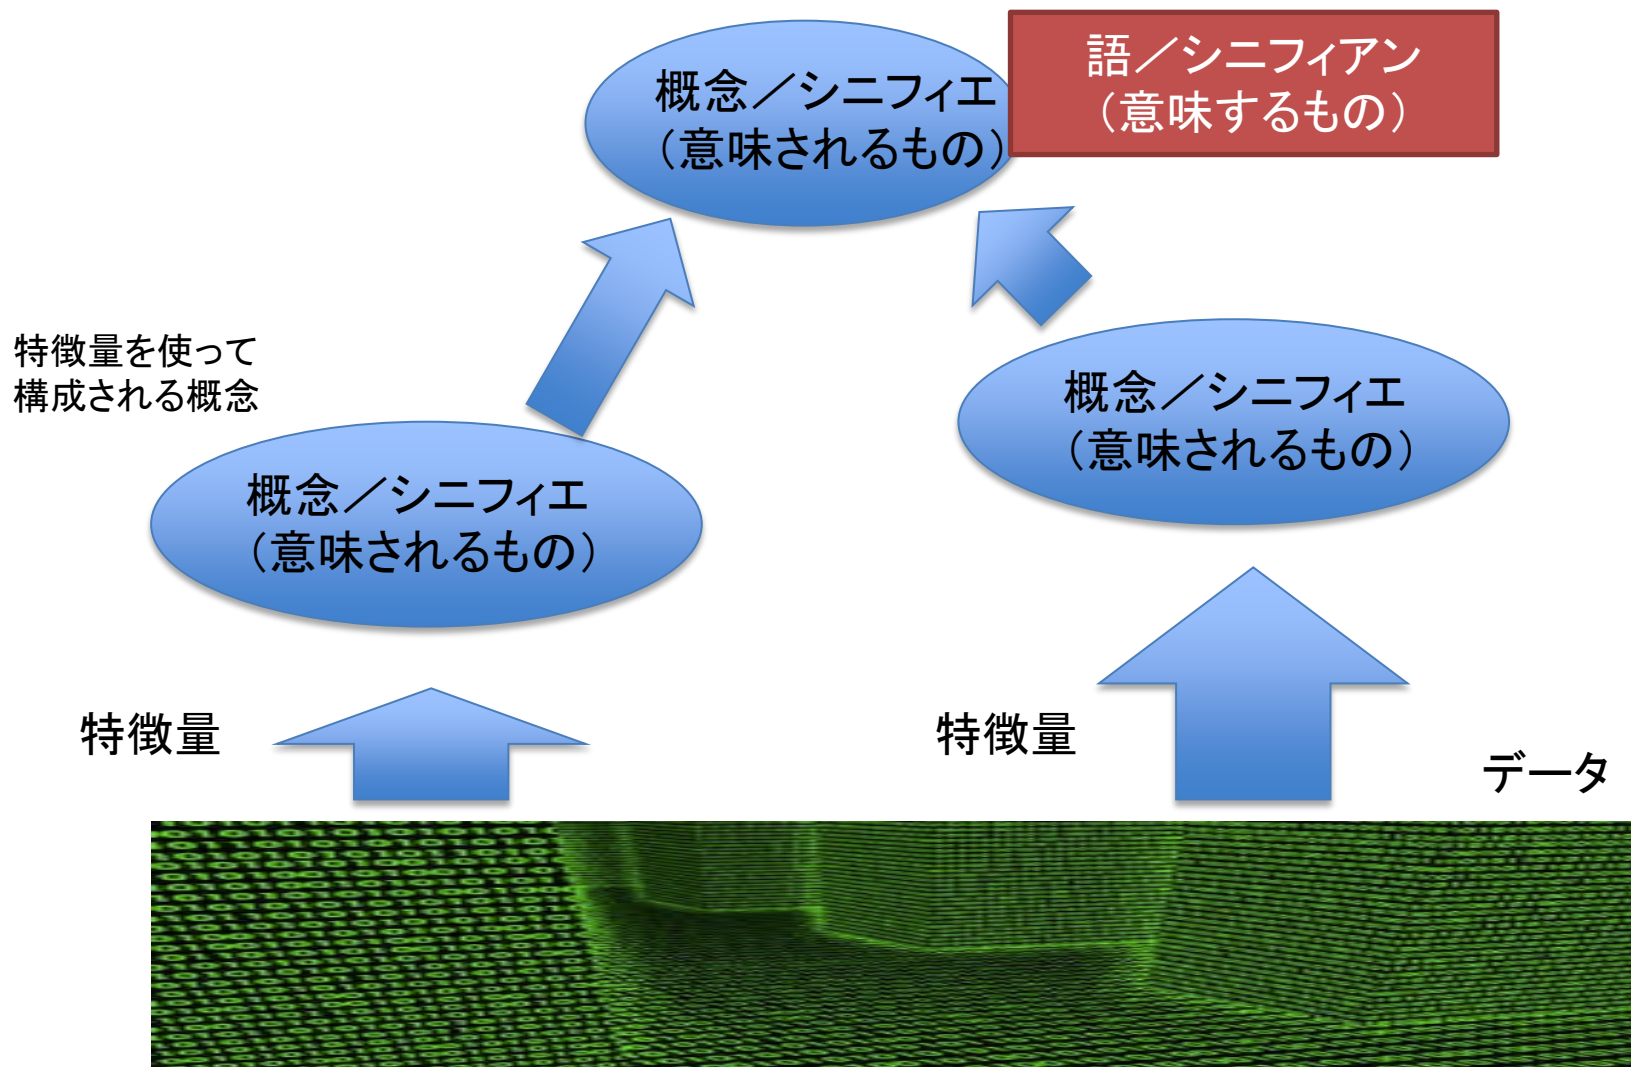 概念／シニフィエ
（意味されるもの）
語／シニフィアン
（意味するもの）
特徴量を使って
構成される概念
概念／シニフィエ
（意味されるもの）
概念／シニフィエ
（意味されるもの）
特徴量
特徴量
データ